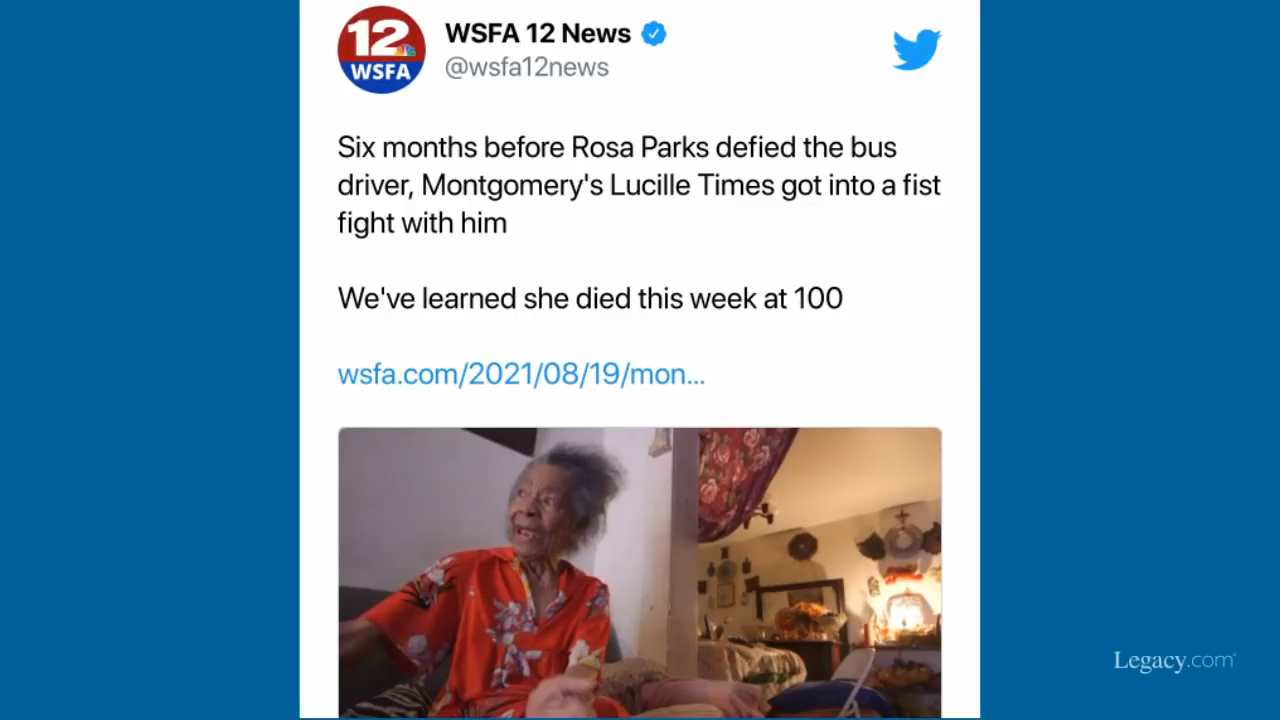 12
WSFA
WSFA 12 News
@wsfa12news
Six months before Rosa Parks defied the bus
driver, Montgomery's Lucille Times got into a fist
fight with him
We've learned she died this week at 100
wsfa.com/2021/08/19/mon...
Legacy.com